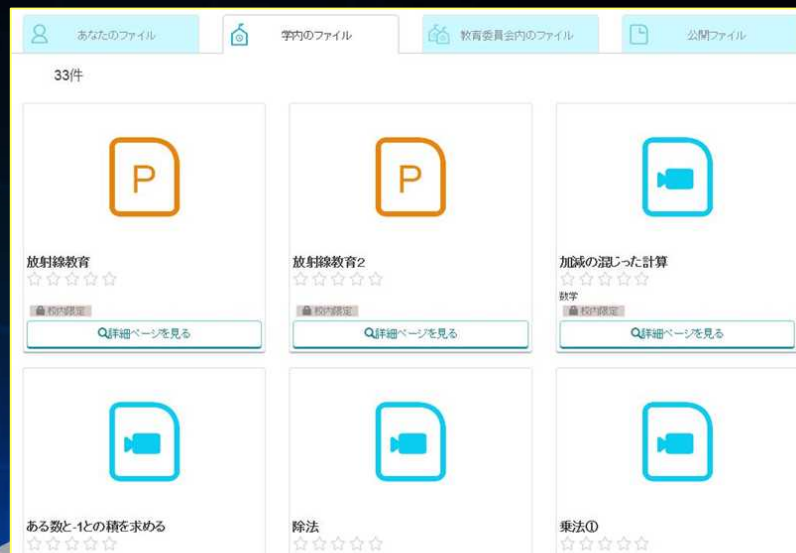 あなたのファイル
学内のファイル
教育委員会内のファイル
公開ファイル
33件
P
P
放射線教育
放射線教育2
加減の混じった計算
数学
校内限定
校内限定
校内限定
詳細ページを見る
詳細ページを見る
詳細ページを見る
ある数と-1との積を求める
除法
乗法①